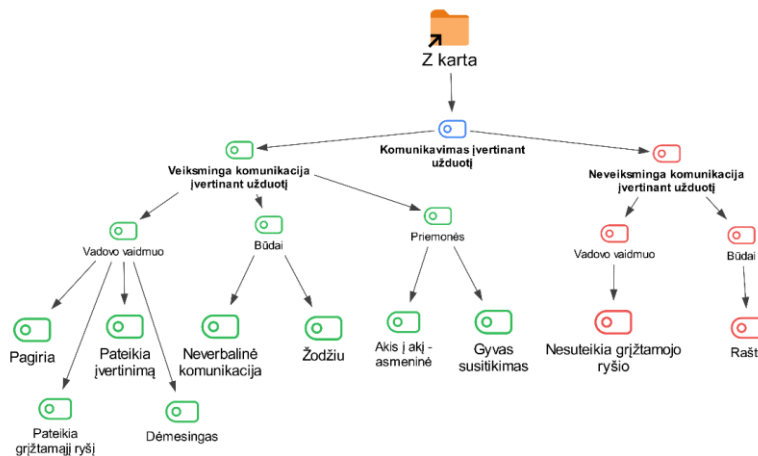 Z karta
Komunikavimas įvertinant
užduotį
Veiksminga komunikacija
įvertinant užduotį
Neveiksminga komunikacija
įvertinant užduotį
Vadovo vaidmuo
Būdai
Priemonės
Vadovo vaidmuo
Būdai
Pagiria
Pateikia
įvertinimą
Neverbalinė
komunikacija
Žodžiu
Akis į akį -
asmeninė
Gyvas
susitikimas
Nesuteikia grįžtamojo
ryšio
Rašt
Pateikia
grįžtamąjį ryšį
Dėmesingas